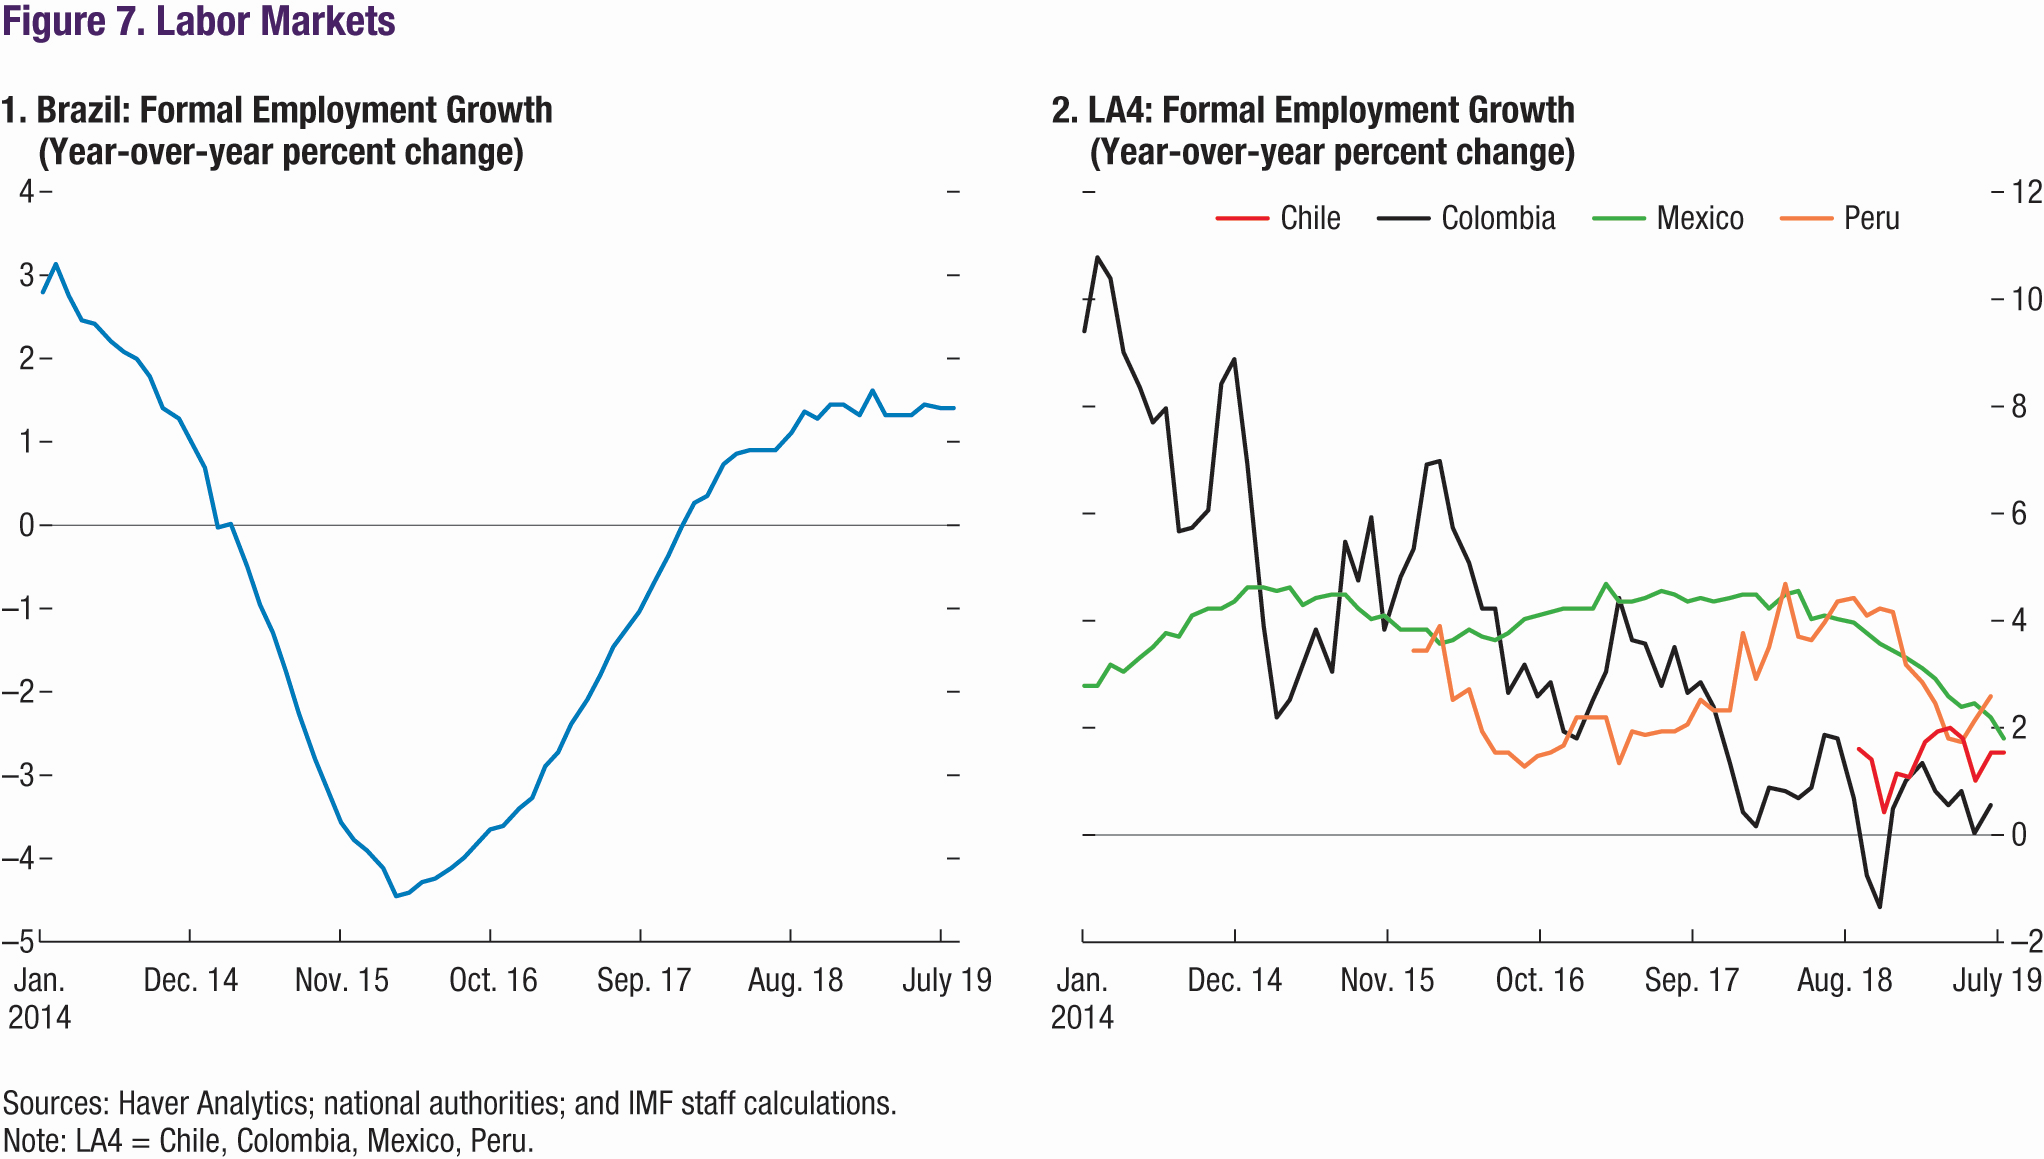 Figure 7. Labor Markets
1. Brazil: Formal Employment Growth
(Year-over-year percent change)
4
3
2
1
0
–1
–2
–3
–4
–5
Jan. Dec. 14 Nov. 15 Oct. 16 Sep. 17 Aug. 18 July 19
2014
2. LA4: Formal Employment Growth
(Year-over-year percent change)
Chile Colombia Mexico Peru
12
10
8
6
4
2
0
–2
Jan. Dec. 14 Nov. 15 Oct. 16 Sep. 17 Aug. 18 July 19
2014
Sources: Haver Analytics; national authorities; and IMF staff calculations.
Note: LA4 = Chile, Colombia, Mexico, Peru.